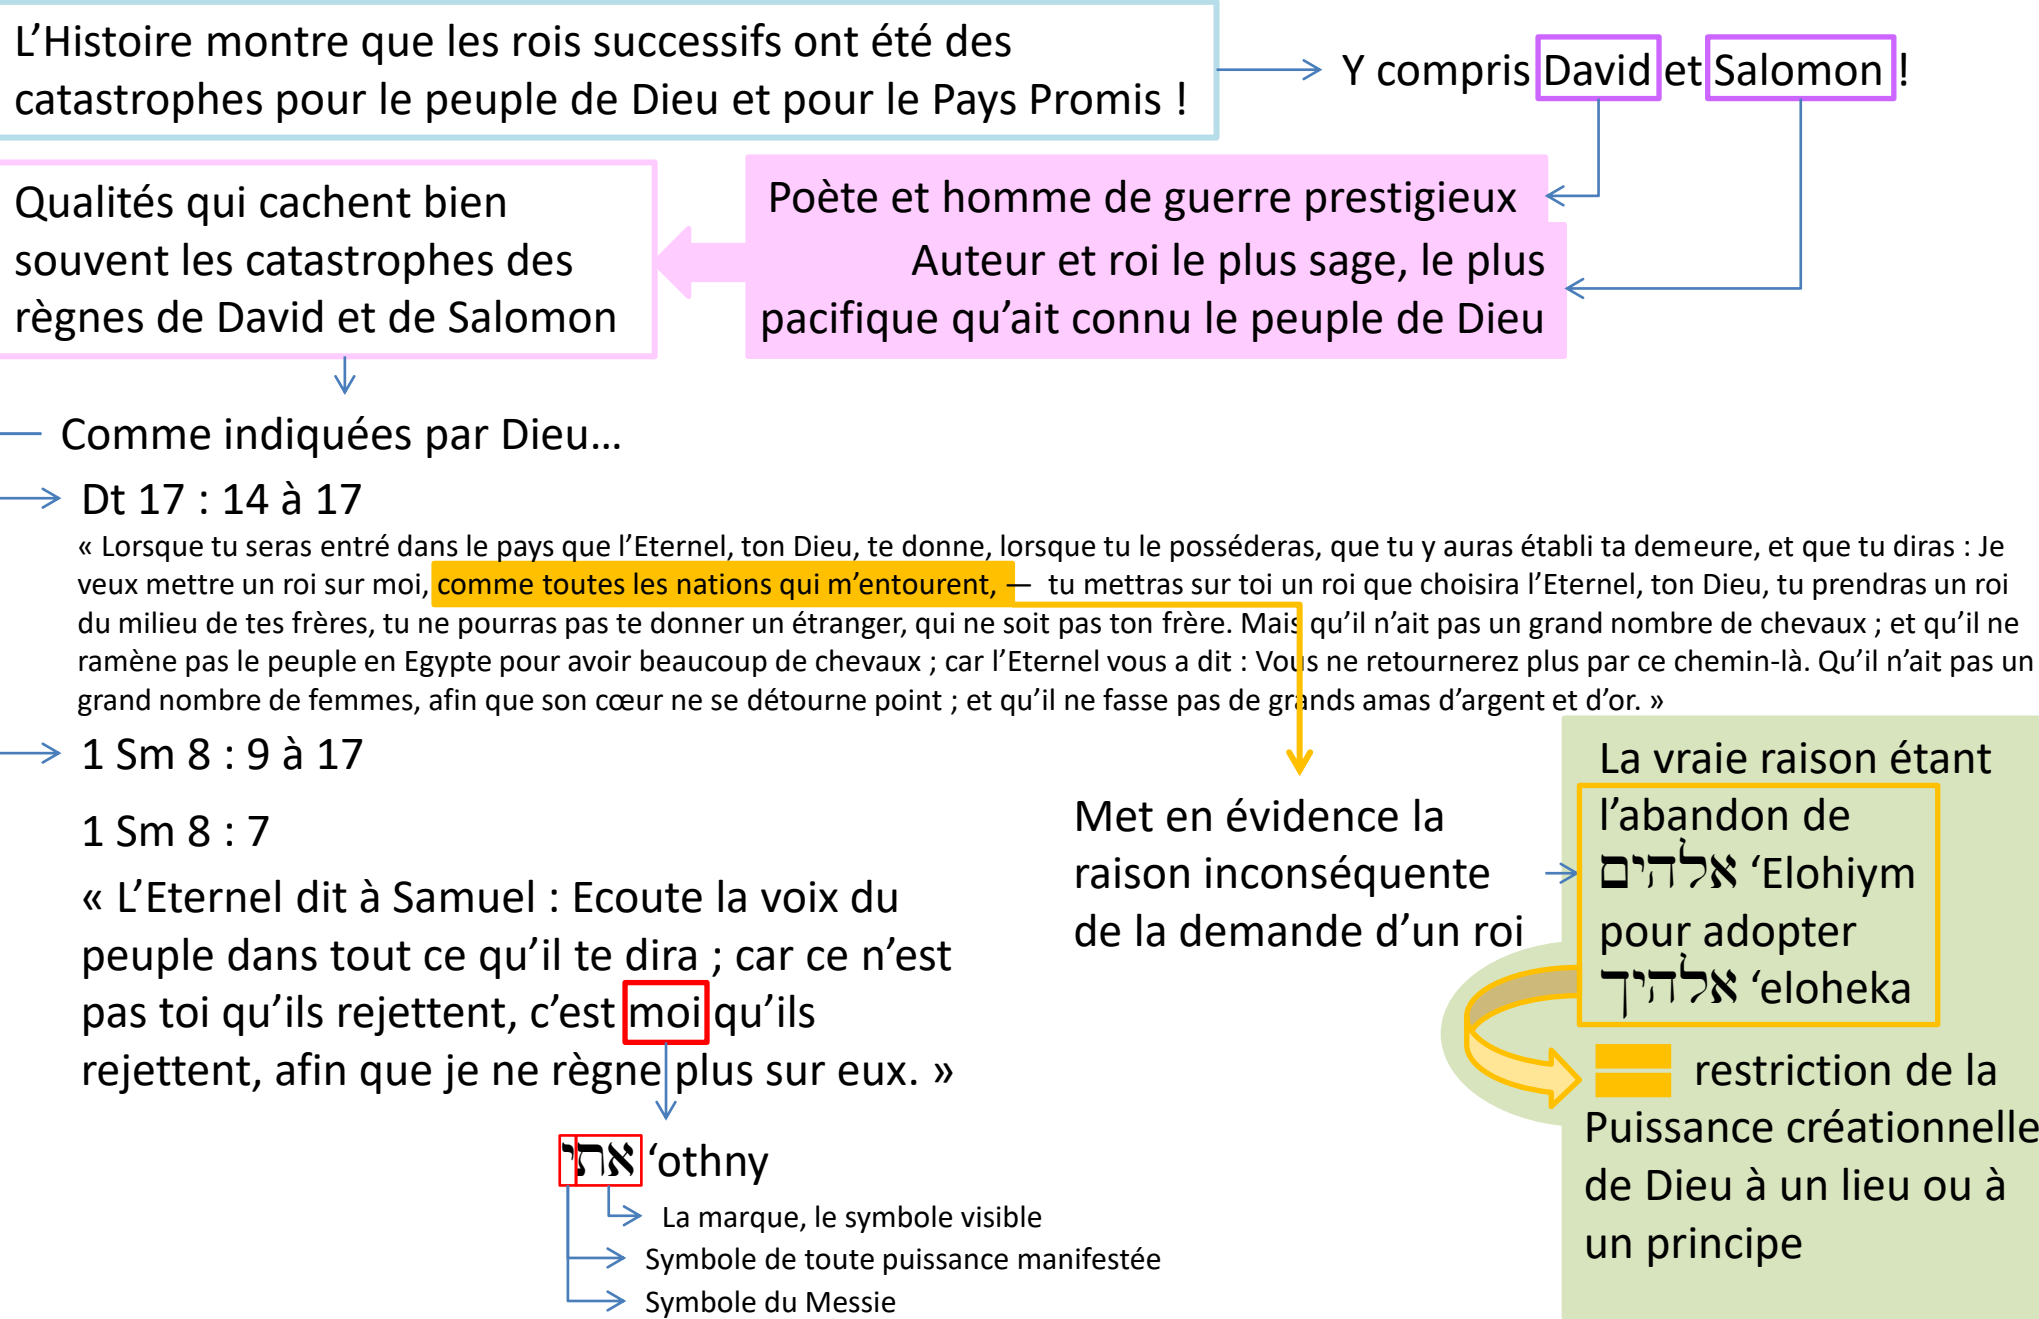 L’Histoire montre que les rois successifs ont été des
catastrophes pour le peuple de Dieu et pour le Pays Promis !
Y compris David et Salomon !
Poète et homme de guerre prestigieux
Auteur et roi le plus sage, le plus
pacifique qu’ait connu le peuple de Dieu
Qualités qui cachent bien
souvent les catastrophes des
règnes de David et de Salomon
Comme indiquées par Dieu…
Dt 17 : 14 à 17
« Lorsque tu seras entré dans le pays que l’Eternel, ton Dieu, te donne, lorsque tu le posséderas, que tu y auras établi ta demeure, et que tu diras : Je
veux mettre un roi sur moi, comme toutes les nations qui m’entourent, — tu mettras sur toi un roi que choisira l’Eternel, ton Dieu, tu prendras un roi
du milieu de tes frères, tu ne pourras pas te donner un étranger, qui ne soit pas ton frère. Mais qu’il n’ait pas un grand nombre de chevaux ; et qu’il ne
ramène pas le peuple en Egypte pour avoir beaucoup de chevaux ; car l’Eternel vous a dit : Vous ne retournerez plus par ce chemin-là. Qu’il n’ait pas un
grand nombre de femmes, afin que son cœur ne se détourne point ; et qu’il ne fasse pas de grands amas d’argent et d’or. »
1 Sm 8 : 9 à 17
1 Sm 8 : 7
« L’Eternel dit à Samuel : Ecoute la voix du
peuple dans tout ce qu’il te dira ; car ce n’est
pas toi qu’ils rejettent, c’est moi qu’ils
rejettent, afin que je ne règne plus sur eux. »
אתי ‘othny
La marque, le symbole visible
Symbole de toute puissance manifestée
Symbole du Messie
Met en évidence la
raison inconséquente
de la demande d’un roi
La vraie raison étant
l’abandon de
אלהים ‘Elohiym
pour adopter
אלהיך ‘eloheka
restriction de la
Puissance créationnelle
de Dieu à un lieu ou à
un principe